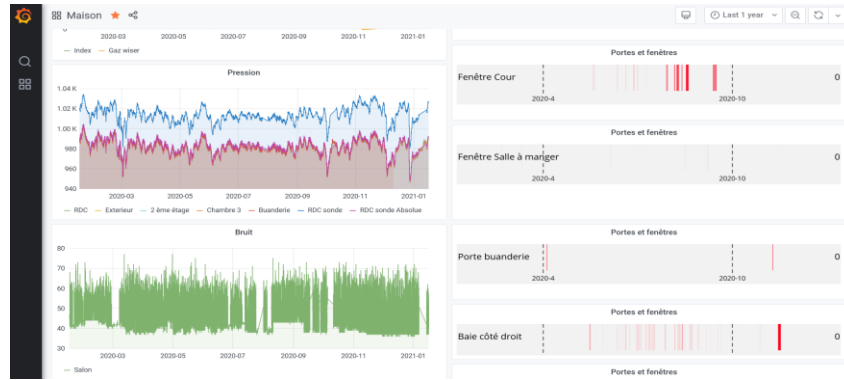 Maison
Last 1 year
0
2020-03 2020-05 2020-07 2020-09 2020-11 2021-01
Index Gaz wiser
Pression
1.04 K
1.02 K
1.00 K
980
960
940
2020-03 2020-05 2020-07 2020-09 2020-11 2021-01
RDC Exterieur 2 ème étage Chambre 3 Buanderie RDC sonde RDC sonde Absolue
Bruit
80
70
60
50
40
30
2020-03 2020-05 2020-07 2020-09 2020-11 2021-01
Salon
Portes et fenêtres
Fenêtre Cour 0
2020-4 2020-10
Portes et fenêtres
Fenêtre Salle à manger 0
2020-4 2020-10
Portes et fenêtres
Porte buanderie 0
2020-4 2020-10
Portes et fenêtres
Baie côté droit 0
2020-4 2020-10
Portes et fenêtres